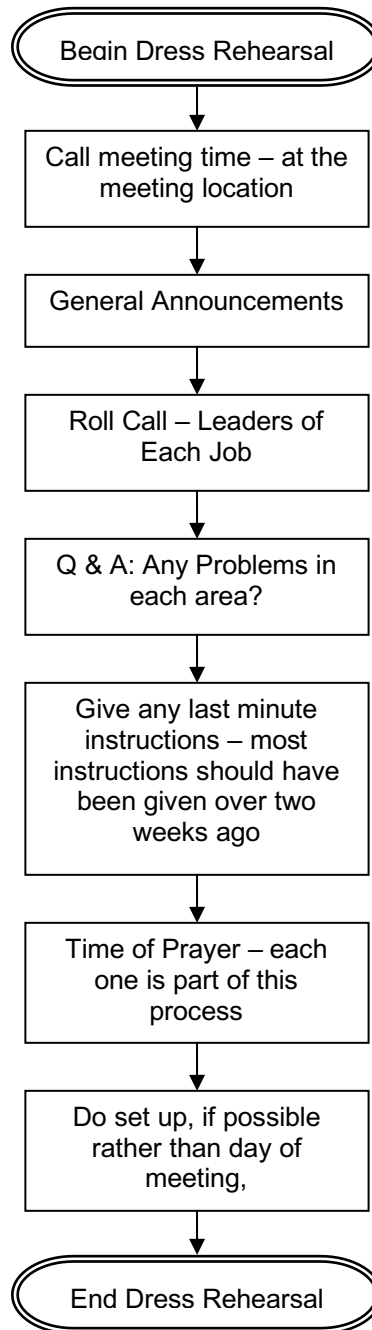 Begin Dress Rehearsal
Call meeting time – at the
meeting location
General Announcements
Roll Call – Leaders of
Each Job
Q & A: Any Problems in
each area?
Give any last minute
instructions – most
instructions should have
been given over two
weeks ago
Time of Prayer – each
one is part of this
process
Do set up, if possible
rather than day of
meeting,
End Dress Rehearsal